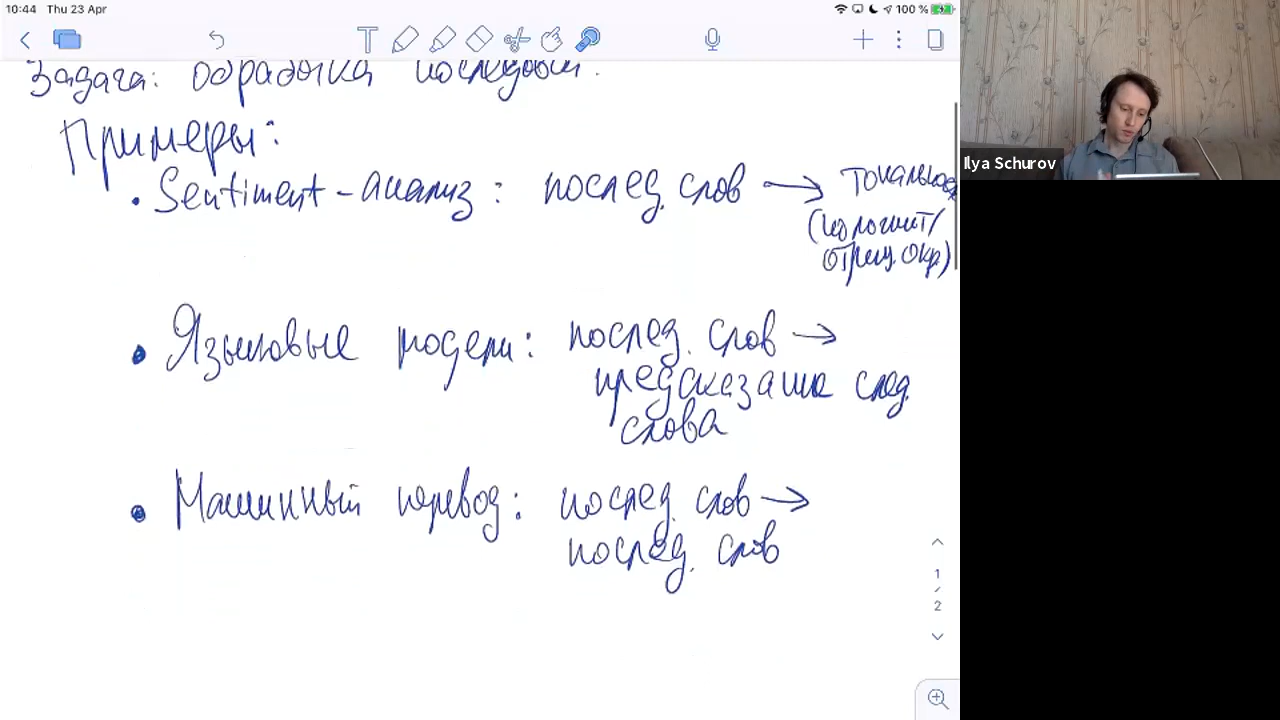 10:44 Thu 23 Apr
100 %
Задача: обработка последоват.
Примеры:
• Sentiment-анализ: послед. слов → тональность
(положит/
отриц. окр)
• Языковые модели: послед. слов →
предсказание след.
слова
• Машинный перевод: послед. слов →
послед. слов
1
/
2
Ilya Schurov